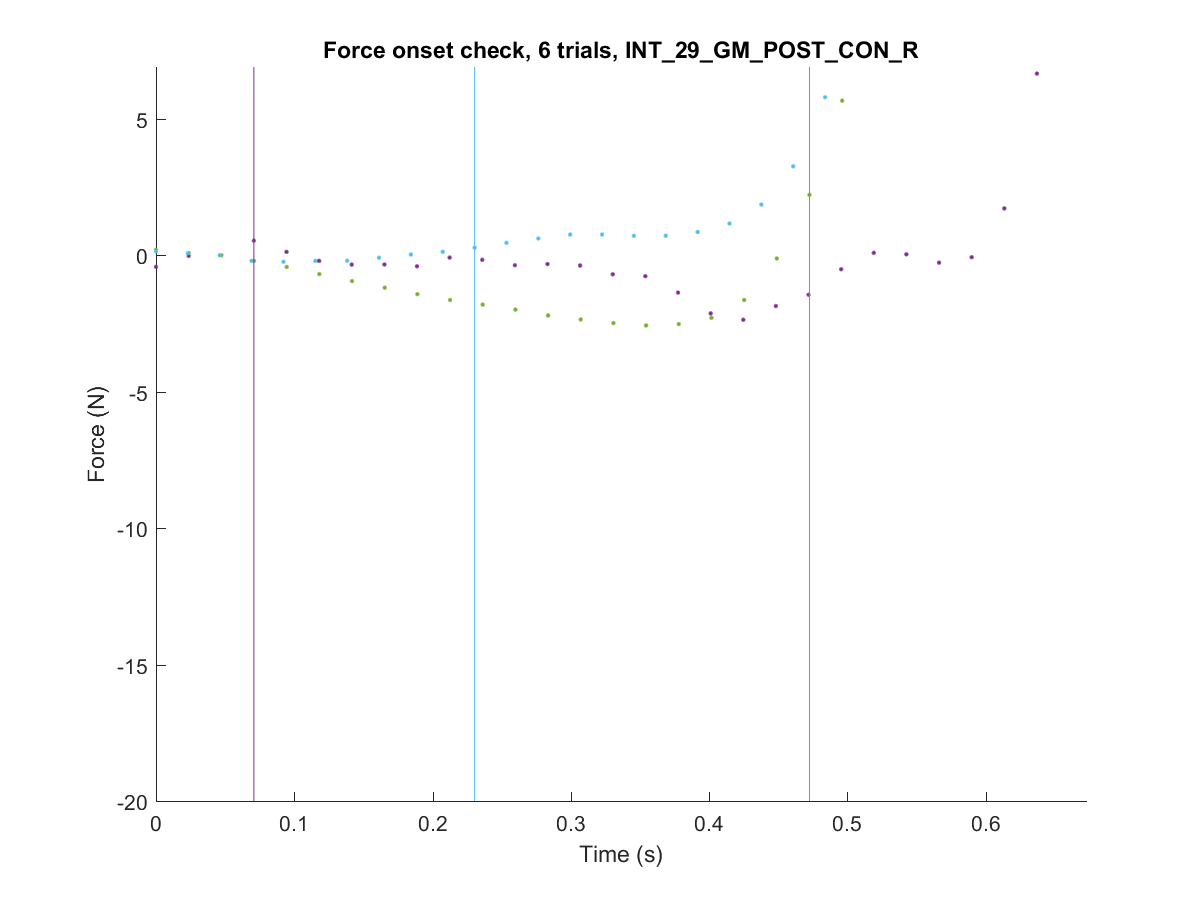 Force onset check, 6 trials, INT_29_GM_POST_CON_R
5
0
-5
-10
-15
-20
Force (N)
0 0.1 0.2 0.3 0.4 0.5 0.6
Time (s)